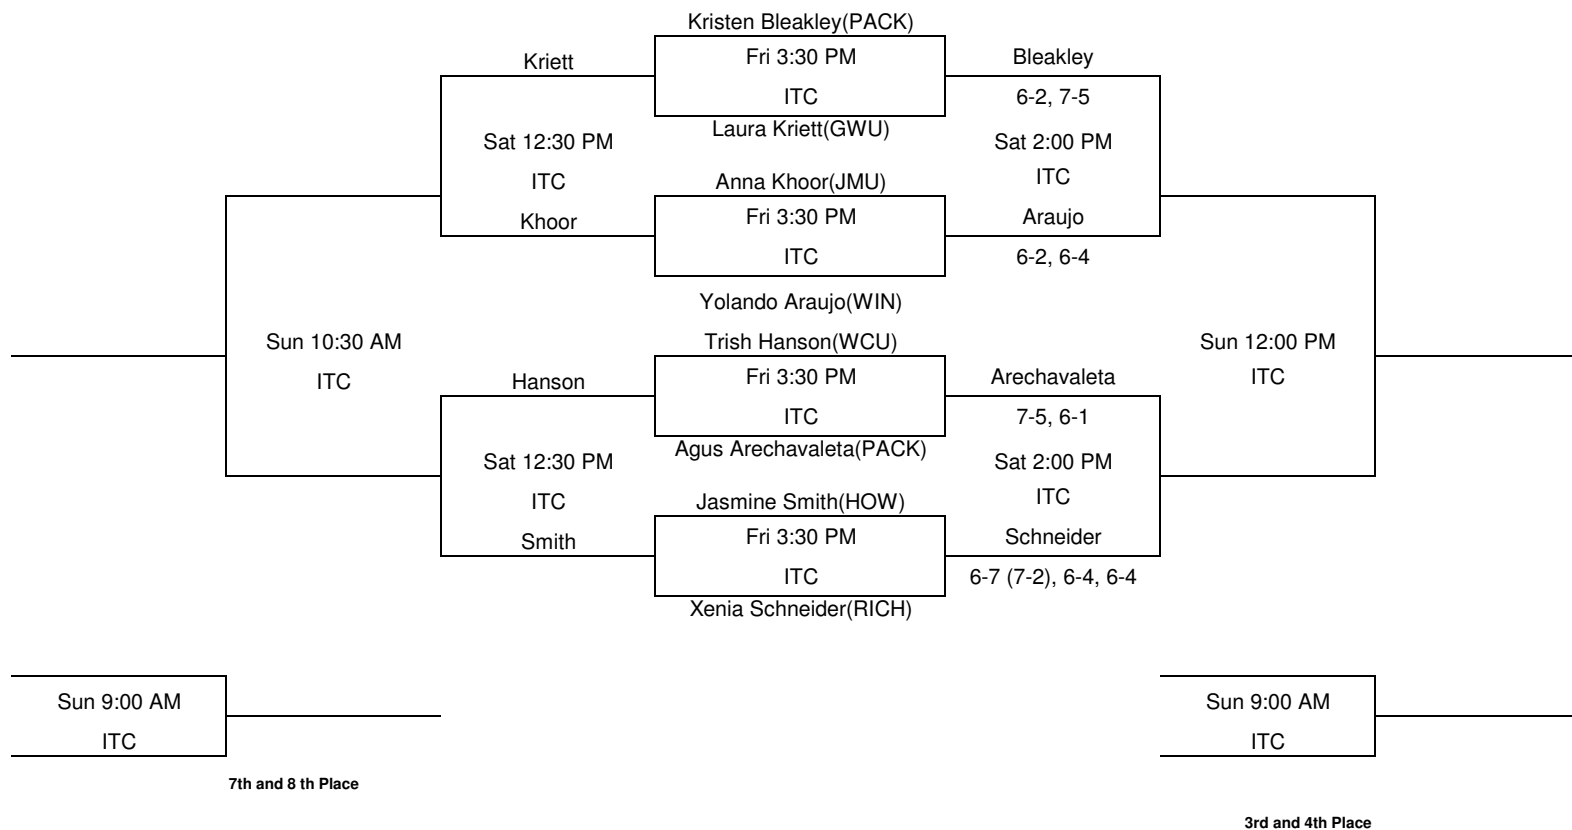 Kristen Bleakley(PACK)
Kriett
Fri 3:30 PM
Bleakley
ITC
6-2, 7-5
Laura Kriett(GWU)
Sat 12:30 PM
Sat 2:00 PM
ITC
Anna Khoor(JMU)
ITC
Khoor
Fri 3:30 PM
Araujo
ITC
6-2, 6-4
Yolando Araujo(WIN)
Sun 10:30 AM
Trish Hanson(WCU)
Sun 12:00 PM
ITC
Hanson
Fri 3:30 PM
Arechavaleta
ITC
ITC
7-5, 6-1
Agus Arechavaleta(PACK)
Sat 12:30 PM
Sat 2:00 PM
ITC
Jasmine Smith(HOW)
ITC
Smith
Fri 3:30 PM
Schneider
ITC
6-7 (7-2), 6-4, 6-4
Xenia Schneider(RICH)
Sun 9:00 AM
Sun 9:00 AM
ITC
ITC
7th and 8 th Place
3rd and 4th Place